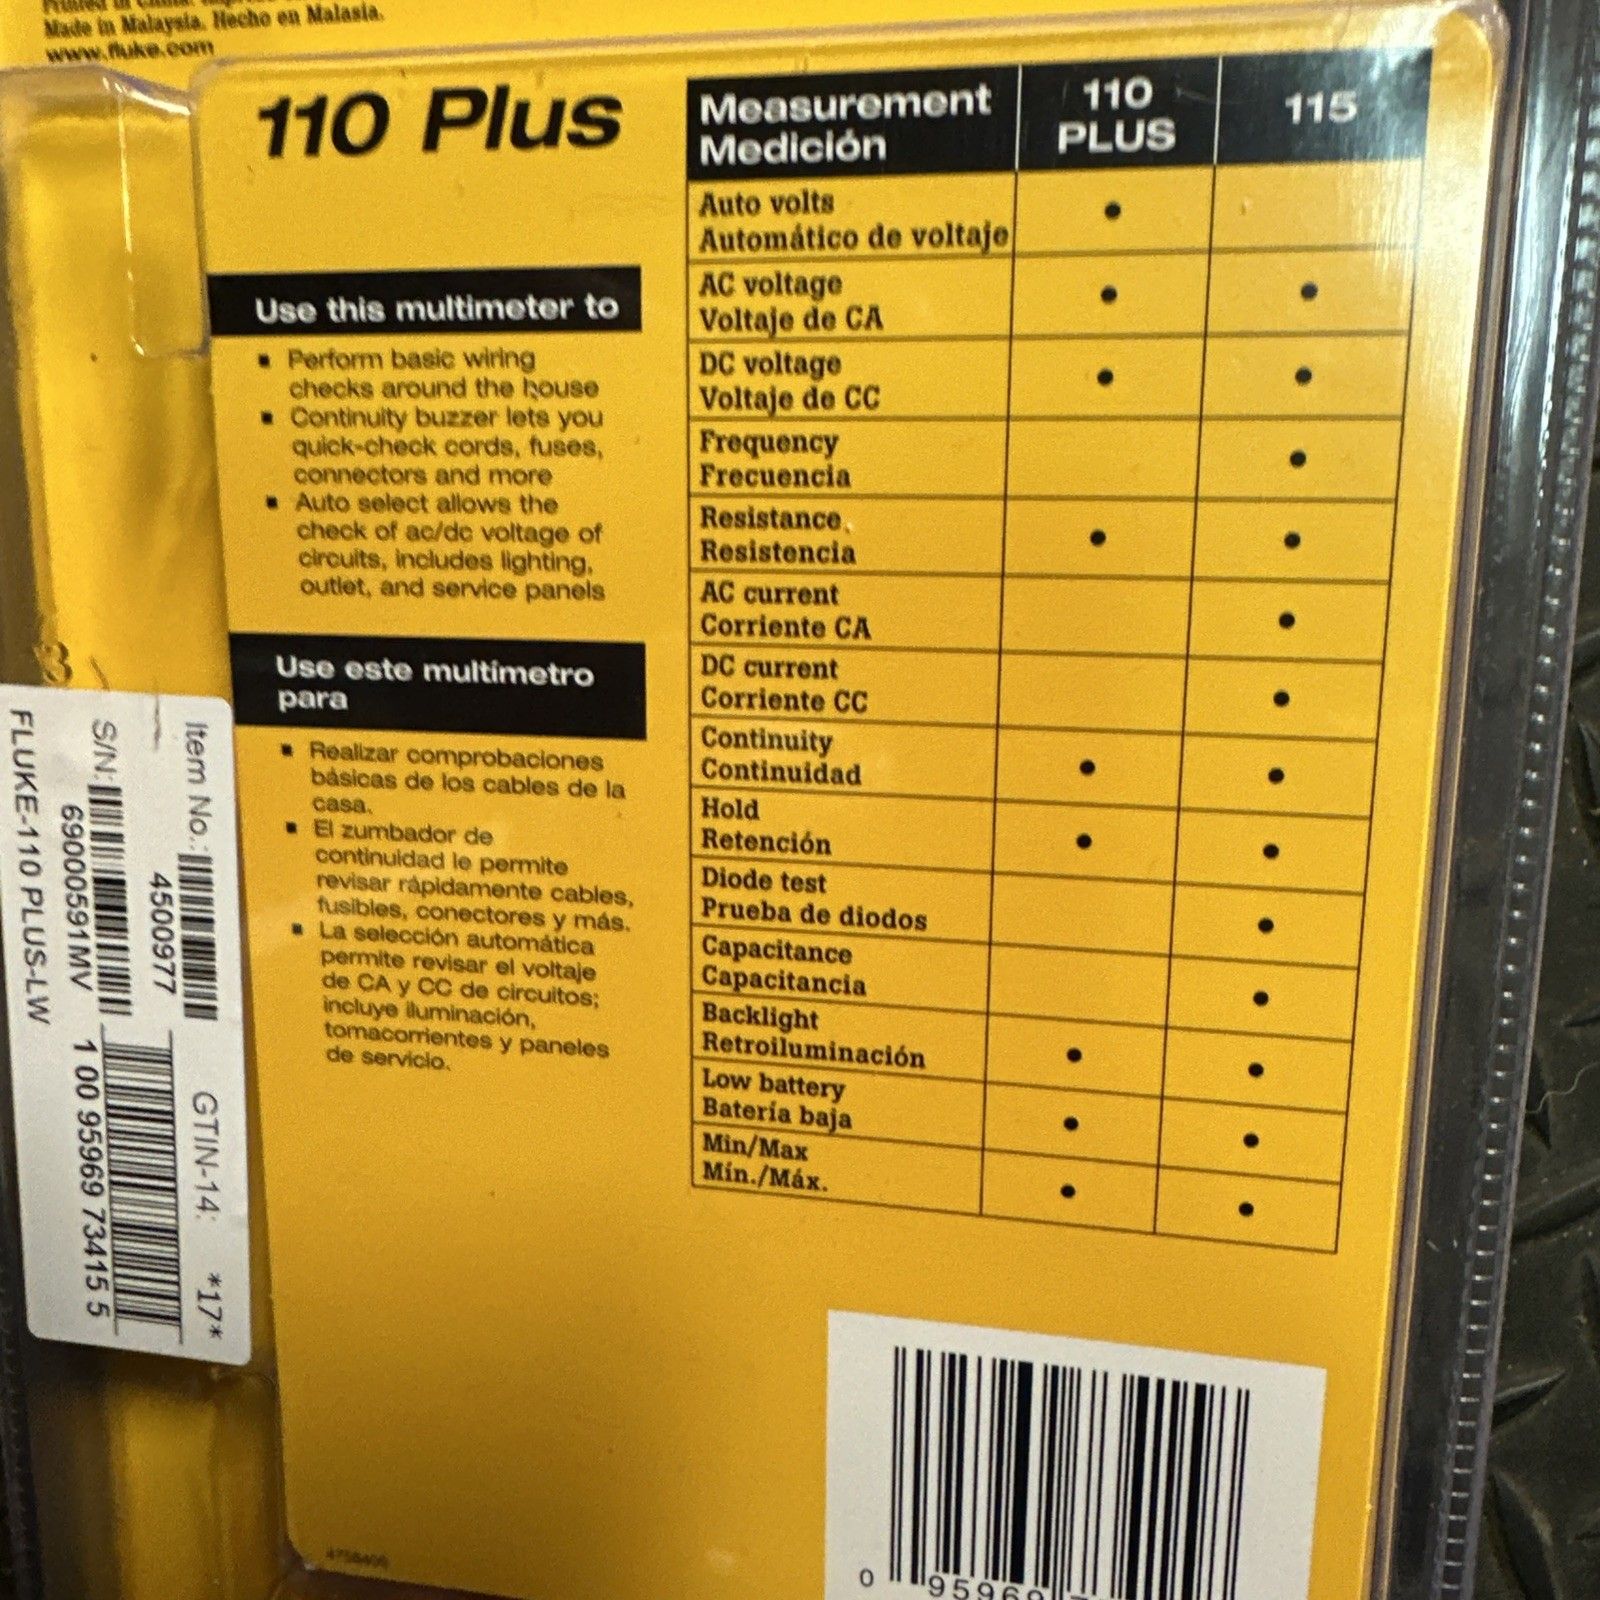 Made in Malaysia. Hecho en Malasia.
www.fluke.com
110 Plus
Use this multimeter to
▪ Perform basic wiring
checks around the house
▪ Continuity buzzer lets you
quick-check cords, fuses,
connectors and more
▪ Auto select allows the
check of ac/dc voltage of
circuits, includes lighting,
outlet, and service panels
Use este multímetro
para
▪ Realizar comprobaciones
básicas de los cables de la
casa.
▪ El zumbador de
continuidad le permite
revisar rápidamente cables,
fusibles, conectores y más.
▪ La selección automática
permite revisar el voltaje
de CA y CC de circuitos;
incluye iluminación,
tomacorrientes y paneles
de servicio.
Measurement
Medición
110
PLUS
115
Auto volts
Automático de voltaje •
AC voltage
Voltaje de CA • •
DC voltage
Voltaje de CC • •
Frequency
Frecuencia •
Resistance
Resistencia • •
AC current
Corriente CA •
DC current
Corriente CC •
Continuity
Continuidad • •
Hold
Retención • •
Diode test
Prueba de diodos •
Capacitance
Capacitancia •
Backlight
Retroiluminación • •
Low battery
Batería baja • •
Min/Max
Mín./Máx. • •
Item No.:
4500977
GTIN-14: *17*
S/N:
69000591MV
1 00 95969 73415 5
FLUKE-110 PLUS-LW
0 95969